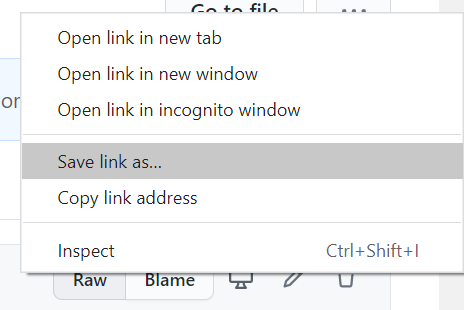 Go to file
Open link in new tab
Open link in new window
Open link in incognito window
or
Save link as...
Copy link address
Inspect Ctrl+Shift+I
Raw Blame